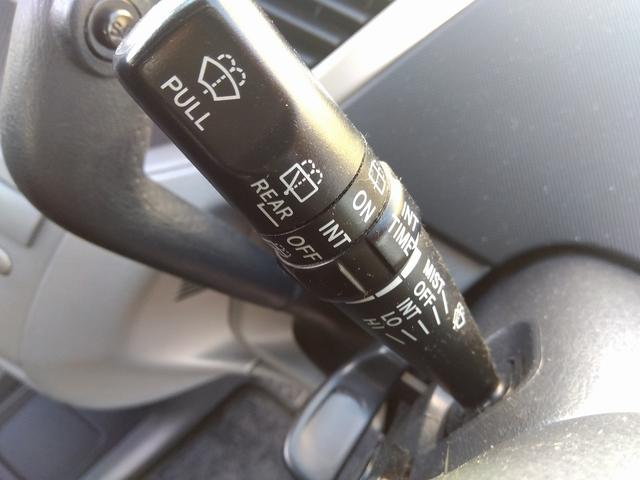 PULL
REAR
OFF
INT
ON
INT
TIME
MIST
OFF
INT
LO
HI